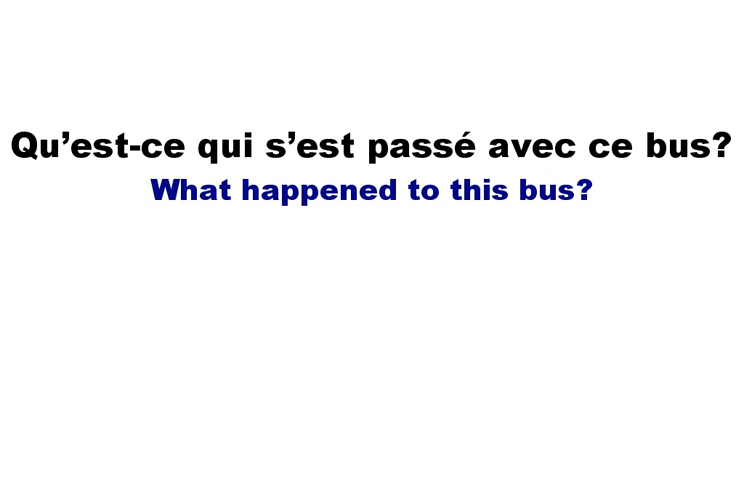 Qu’est-ce qui s’est passé avec ce bus?
What happened to this bus?